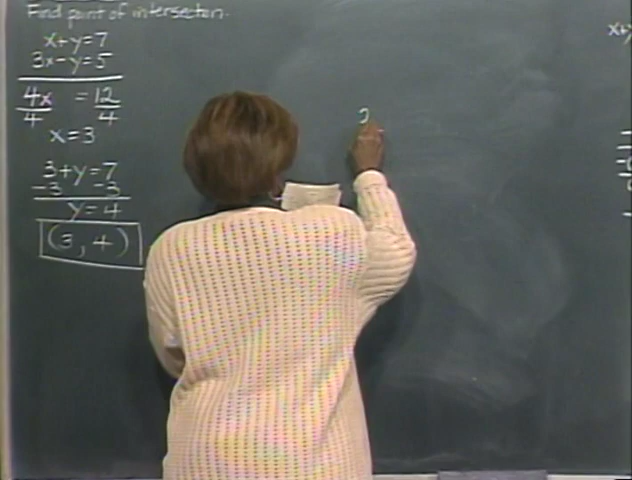 Find point of intersection.
x+y=7
3x-y=5
4x =12
4 4
x=3
3+y=7
-3 -3
y=4
(3, 4)
x+y